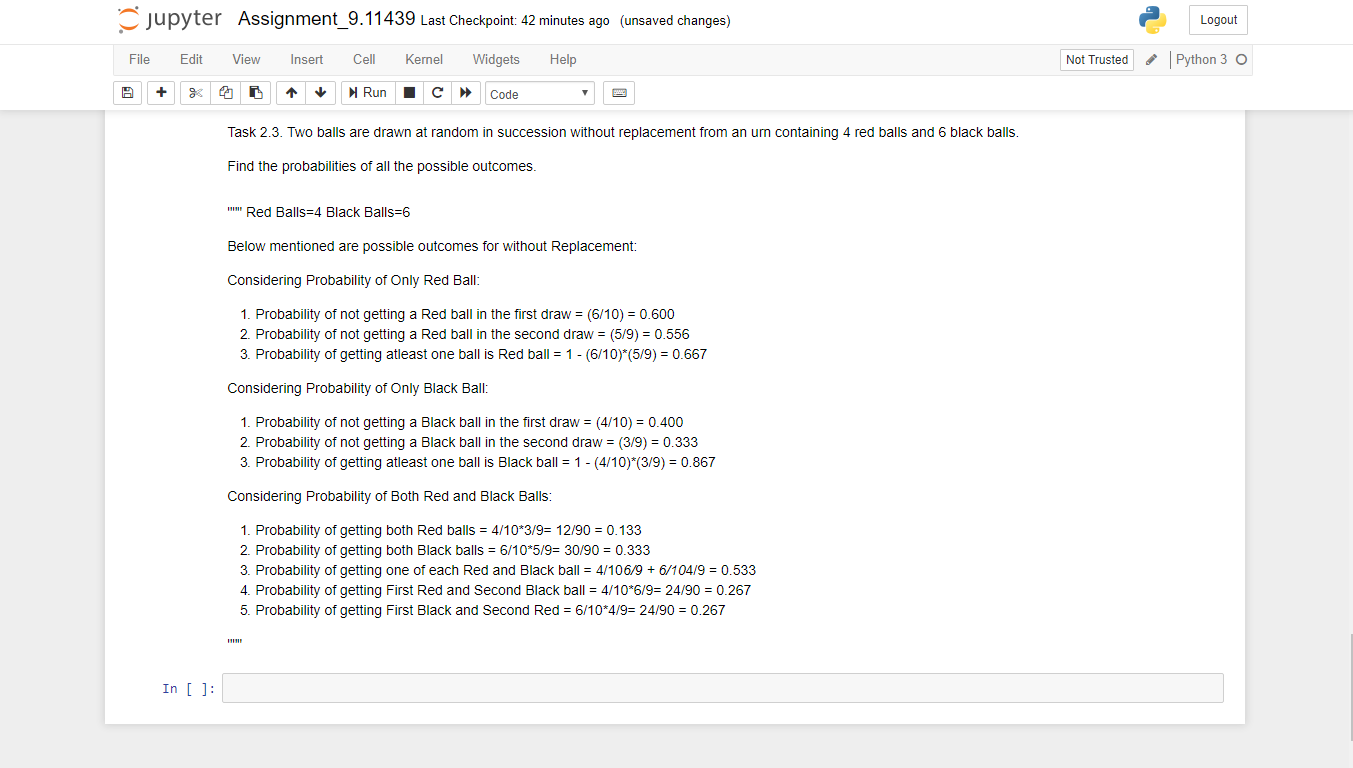 jupyter Assignment_9.11439 Last Checkpoint: 42 minutes ago (unsaved changes) Logout
File Edit View Insert Cell Kernel Widgets Help Not Trusted Python 3
Run Code
Task 2.3. Two balls are drawn at random in succession without replacement from an urn containing 4 red balls and 6 black balls.
Find the probabilities of all the possible outcomes.
""" Red Balls=4 Black Balls=6
Below mentioned are possible outcomes for without Replacement:
Considering Probability of Only Red Ball:
1. Probability of not getting a Red ball in the first draw = (6/10) = 0.600
2. Probability of not getting a Red ball in the second draw = (5/9) = 0.556
3. Probability of getting atleast one ball is Red ball = 1 - (6/10)*(5/9) = 0.667
Considering Probability of Only Black Ball:
1. Probability of not getting a Black ball in the first draw = (4/10) = 0.400
2. Probability of not getting a Black ball in the second draw = (3/9) = 0.333
3. Probability of getting atleast one ball is Black ball = 1 - (4/10)*(3/9) = 0.867
Considering Probability of Both Red and Black Balls:
1. Probability of getting both Red balls = 4/10*3/9= 12/90 = 0.133
2. Probability of getting both Black balls = 6/10*5/9= 30/90 = 0.333
3. Probability of getting one of each Red and Black ball = 4/106/9 + 6/104/9 = 0.533
4. Probability of getting First Red and Second Black ball = 4/10*6/9= 24/90 = 0.267
5. Probability of getting First Black and Second Red = 6/10*4/9= 24/90 = 0.267
"""
In [ ]: